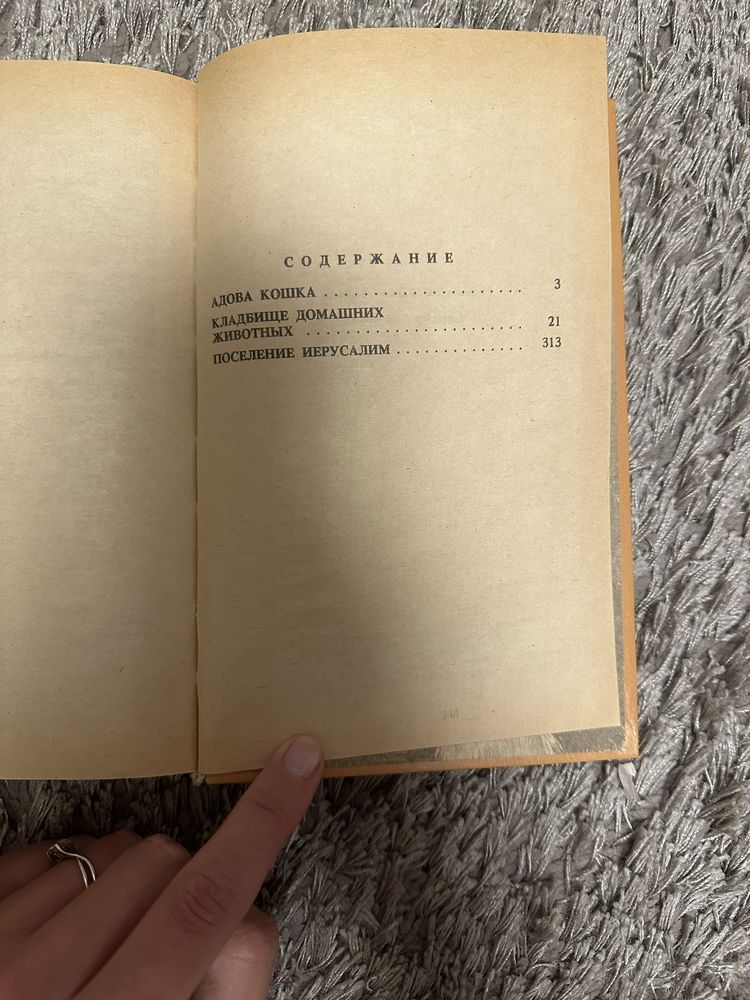 СОДЕРЖАНИЕ
АДОВА КОШКА ...................... 3
КЛАДБИЩЕ ДОМАШНИХ
ЖИВОТНЫХ ........................ 21
ПОСЕЛЕНИЕ ИЕРУСАЛИМ .............. 313